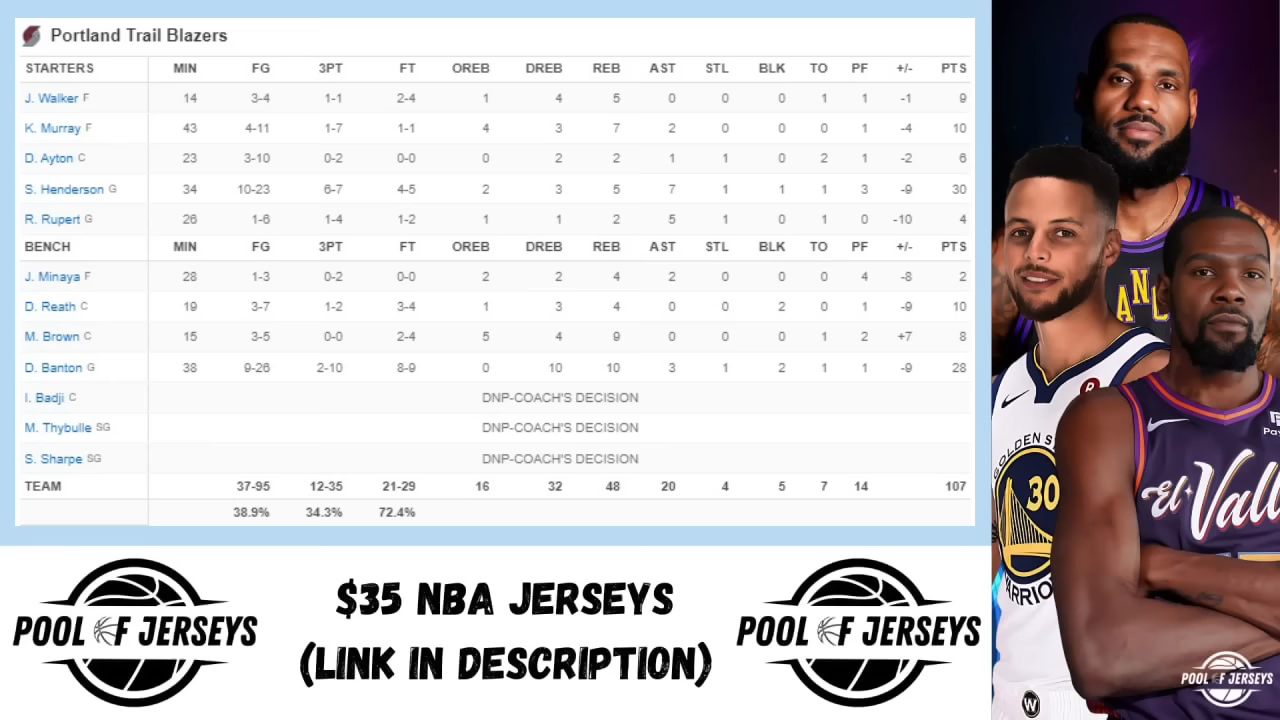 Portland Trail Blazers
STARTERS MIN FG 3PT FT OREB DREB REB AST STL BLK TO PF +/- PTS
J. Walker F 14 3-4 1-1 2-4 1 4 5 0 0 0 1 1 -1 9
K. Murray F 43 4-11 1-7 1-1 4 3 7 2 0 0 0 1 -4 10
D. Ayton C 23 3-10 0-2 0-0 0 2 2 1 1 0 2 1 -2 6
S. Henderson G 34 10-23 6-7 4-5 2 3 5 7 1 1 1 3 -9 30
R. Rupert G 26 1-6 1-4 1-2 1 1 2 5 1 0 1 0 -10 4
BENCH MIN FG 3PT FT OREB DREB REB AST STL BLK TO PF +/- PTS
J. Minaya F 28 1-3 0-2 0-0 2 2 4 2 0 0 0 4 -8 2
D. Reath C 19 3-7 1-2 3-4 1 3 4 0 0 2 0 1 -9 10
M. Brown C 15 3-5 0-0 2-4 5 4 9 0 0 0 1 2 +7 8
D. Banton G 38 9-26 2-10 8-9 0 10 10 3 1 2 1 1 -9 28
I. Badji C DNP-COACH'S DECISION
M. Thybulle SG DNP-COACH'S DECISION
S. Sharpe SG DNP-COACH'S DECISION
TEAM 37-95 12-35 21-29 16 32 48 20 4 5 7 14 107
38.9% 34.3% 72.4%
POOL OF JERSEYS
$35 NBA JERSEYS
(LINK IN DESCRIPTION)
POOL OF JERSEYS
ANG
GOLDEN S
30
ARRIO
W
R
El Vall
Pay
POOL OF JERSEYS